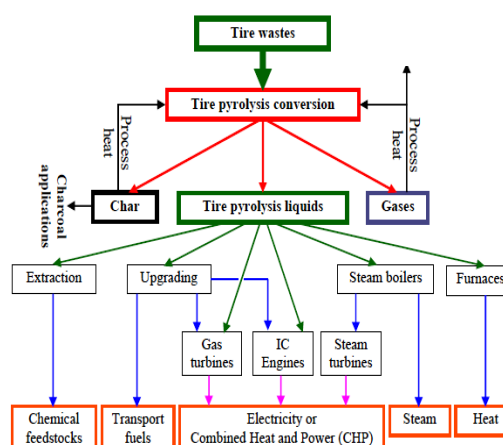 Tire wastes
Tire pyrolysis conversion
Process
heat
Process
heat
Charcoal
applications
Char
Tire pyrolysis liquids
Gases
Extraction
Upgrading
Steam boilers
Furnaces
Gas
turbines
IC
Engines
Steam
turbines
Chemical
feedstocks
Transport
fuels
Electricity or
Combined Heat and Power (CHP)
Steam
Heat